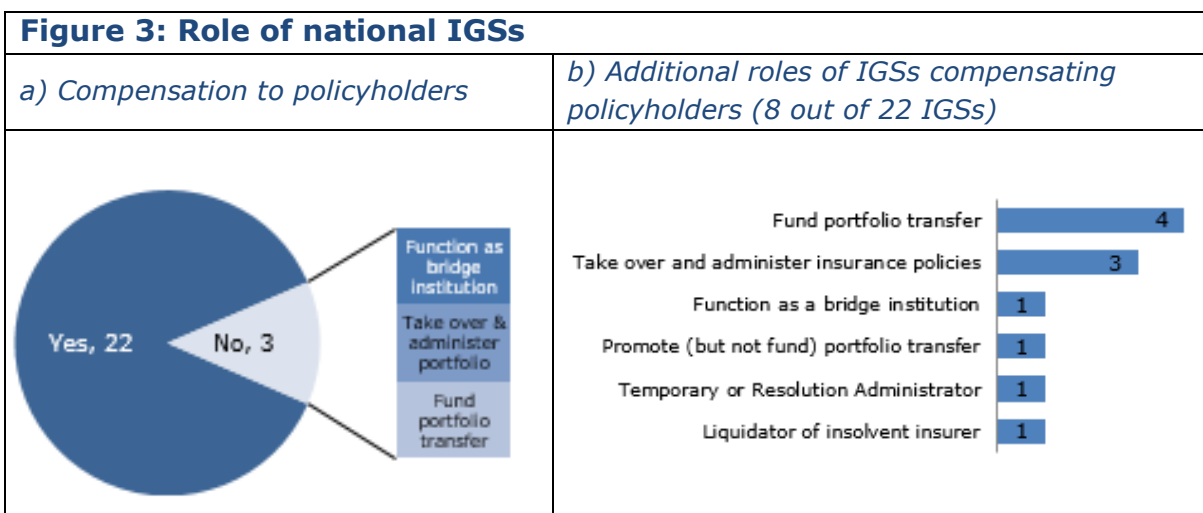 Figure 3: Role of national IGSs
a) Compensation to policyholders
b) Additional roles of IGSs compensating
policyholders (8 out of 22 IGSs)
Yes, 22
No, 3
Function as
bridge
institution
Take over &
administer
portfolio
Fund
portfolio
transfer
Fund portfolio transfer 4
Take over and administer insurance policies 3
Function as a bridge institution 1
Promote (but not fund) portfolio transfer 1
Temporary or Resolution Administrator 1
Liquidator of insolvent insurer 1